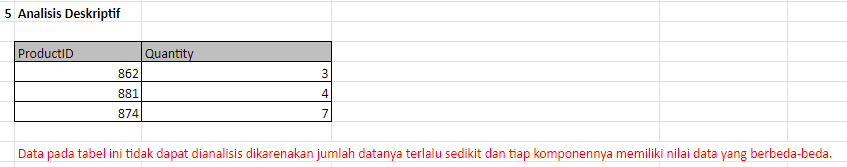 5 Analisis Deskriptif
ProductID Quantity
862 3
881 4
874 7
Data pada tabel ini tidak dapat dianalisis dikarenakan jumlah datanya terlalu sedikit dan tiap komponennya memiliki nilai data yang berbeda-beda.